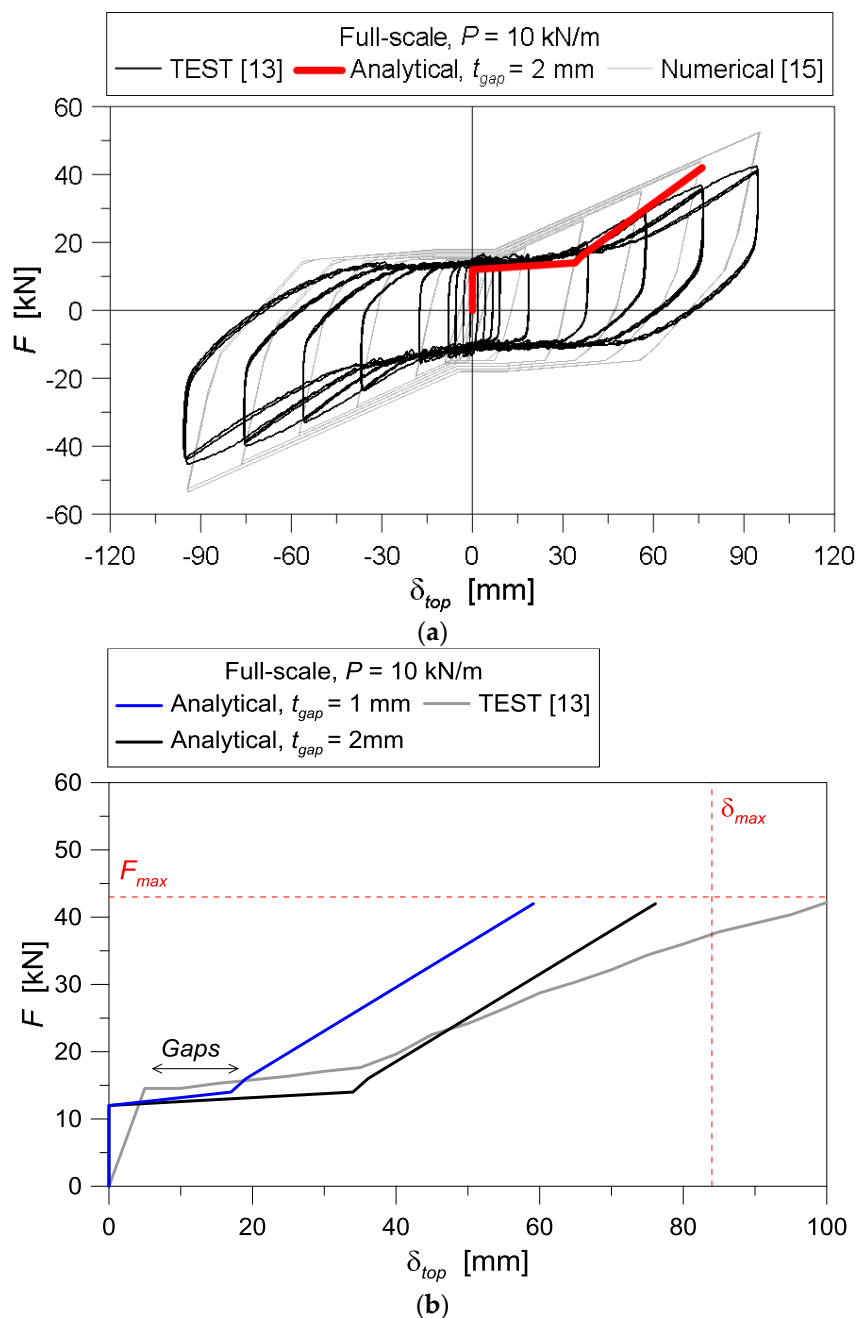 Full-scale, P = 10 kN/m
TEST [13] Analytical, tgap = 2 mm Numerical [15]
60
40
20
0
-20
-40
-60
F [kN]
-120 -90 -60 -30 0 30 60 90 120
δtop [mm]
(a)
Full-scale, P = 10 kN/m
Analytical, tgap = 1 mm TEST [13]
Analytical, tgap = 2mm
60
50
40
30
20
10
0
F [kN]
δmax
Fmax
Gaps
0 20 40 60 80 100
δtop [mm]
(b)